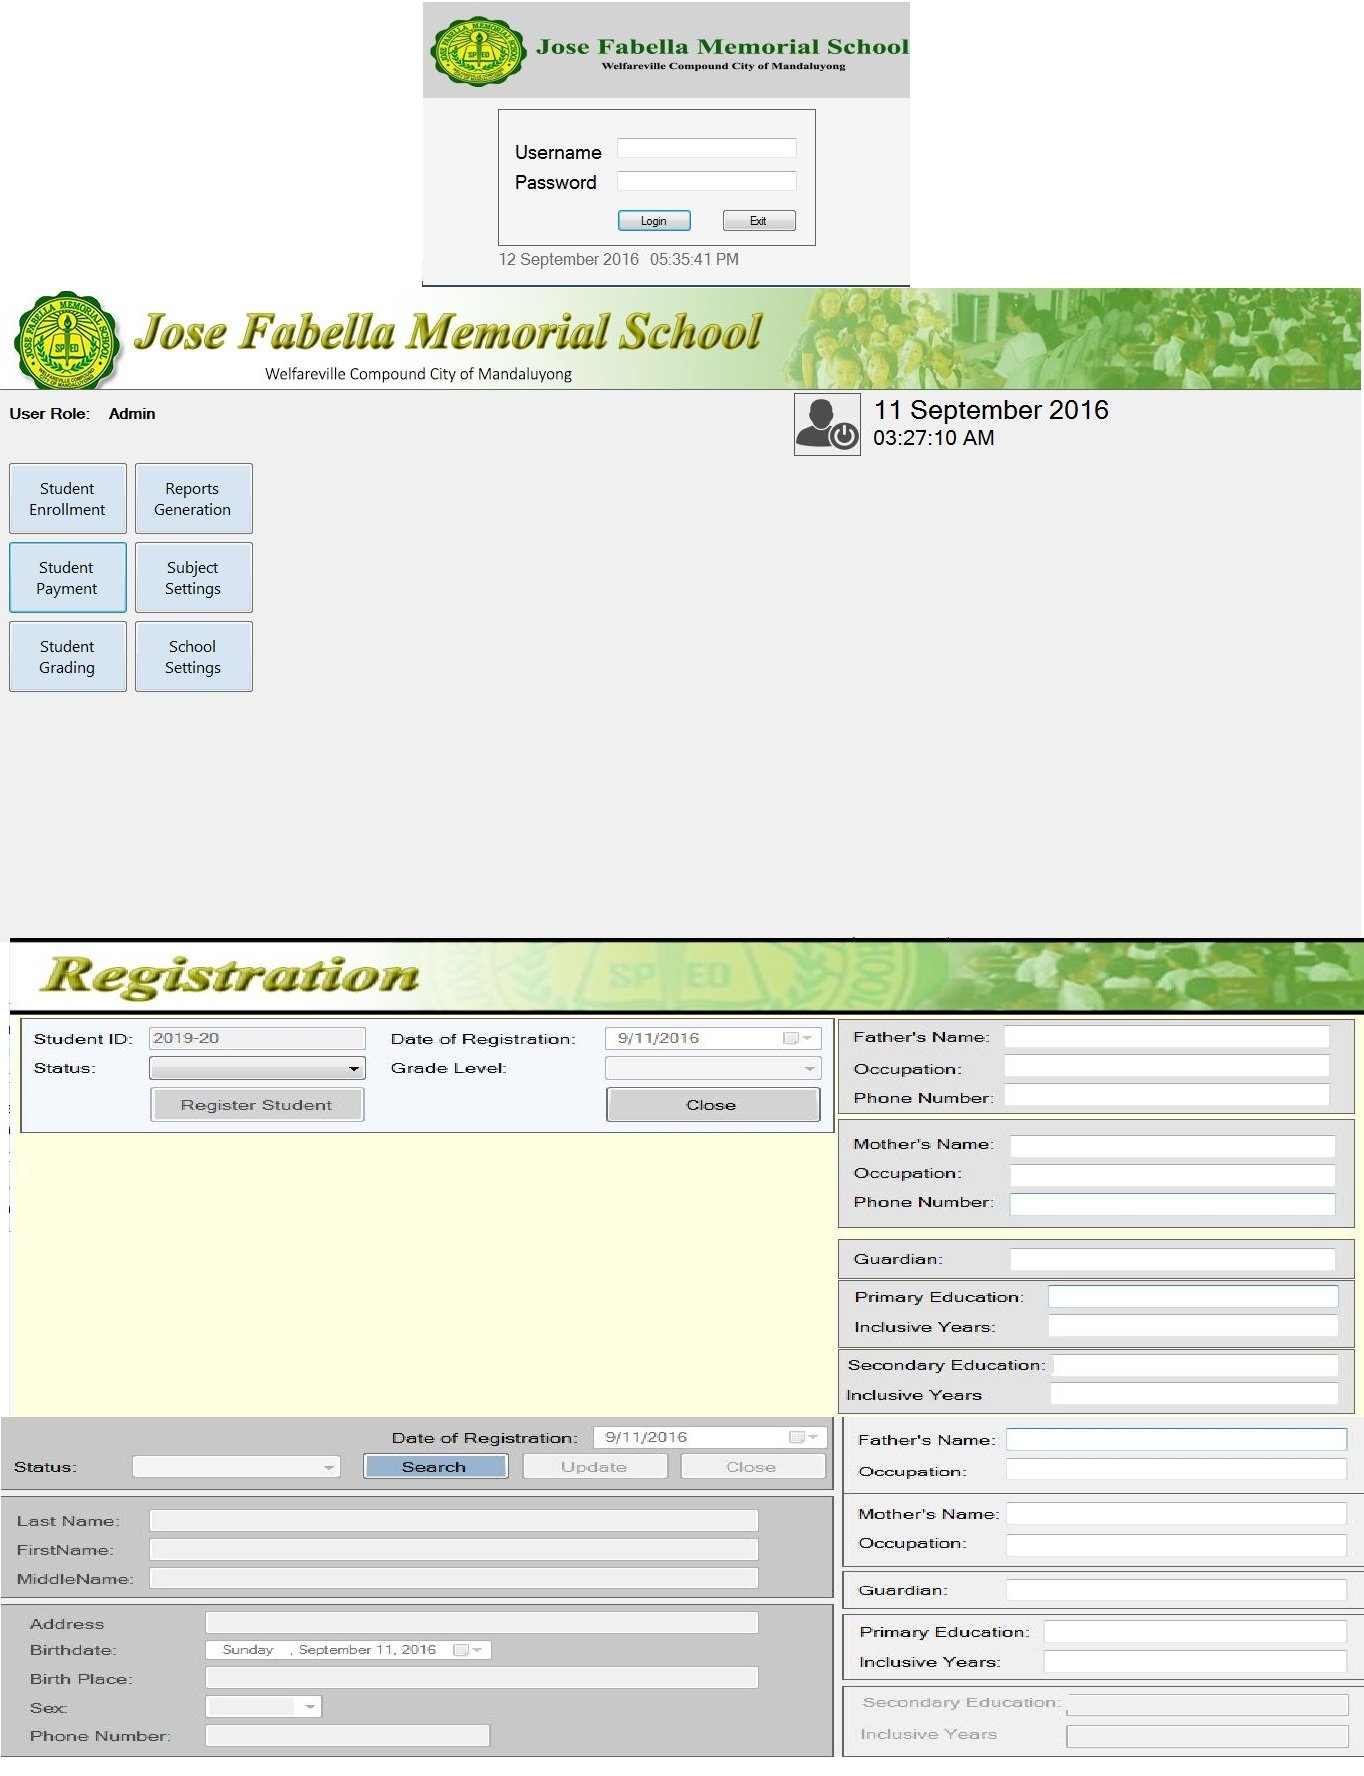 Jose Fabella Memorial School
Welfareville Compound City of Mandaluyong
Username
Password
Login Exit
12 September 2016 05:35:41 PM
Jose Fabella Memorial School
Welfareville Compound City of Mandaluyong
User Role: Admin
11 September 2016
03:27:10 AM
Student Enrollment
Reports Generation
Student Payment
Subject Settings
Student Grading
School Settings
Registration
Student ID: 2019-20 Date of Registration: 9/11/2016
Status: Grade Level:
Register Student Close
Father's Name:
Occupation:
Phone Number:
Mother's Name:
Occupation:
Phone Number:
Guardian:
Primary Education:
Inclusive Years:
Secondary Education:
Inclusive Years
Date of Registration: 9/11/2016
Status: Search Update Close
Last Name:
FirstName:
MiddleName:
Address
Birthdate: Sunday , September 11, 2016
Birth Place:
Sex:
Phone Number:
Father's Name:
Occupation:
Mother's Name:
Occupation:
Guardian:
Primary Education:
Inclusive Years:
Secondary Education:
Inclusive Years